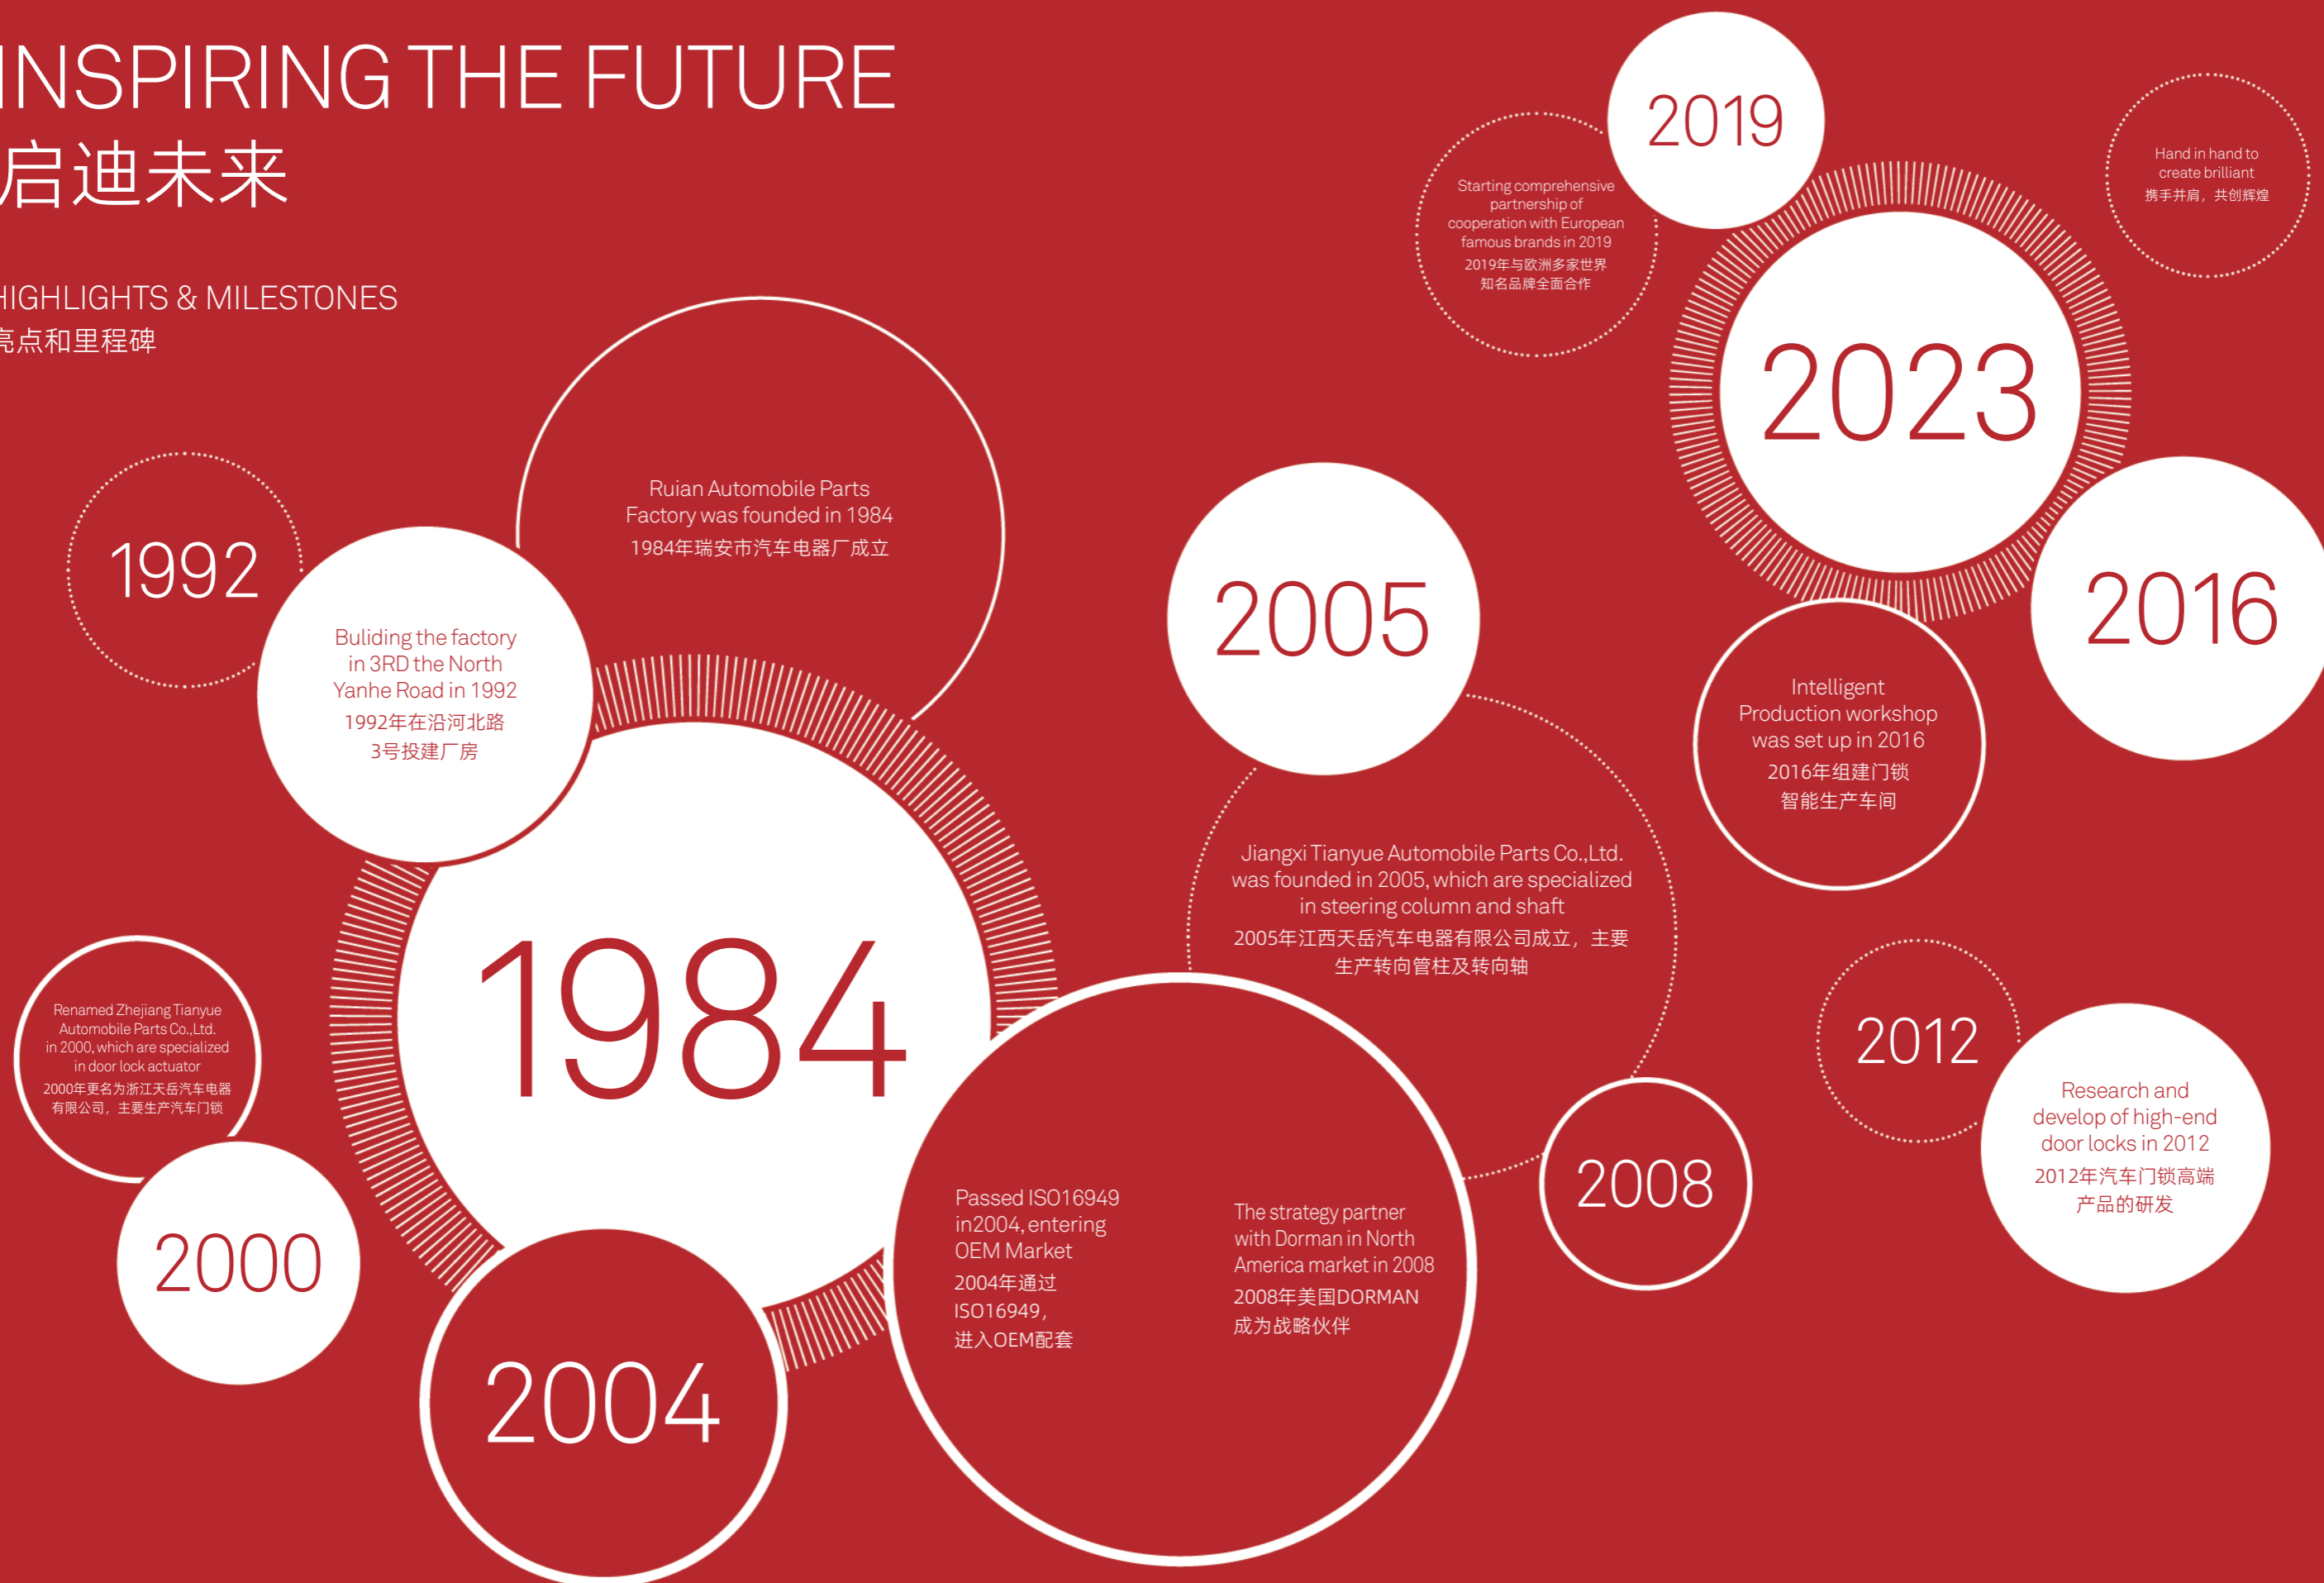 INSPIRING THE FUTURE
启迪未来
HIGHLIGHTS & MILESTONES
亮点和里程碑
1992
Buliding the factory
in 3RD the North
Yanhe Road in 1992
1992年在沿河北路
3号投建厂房
Ruian Automobile Parts
Factory was founded in 1984
1984年瑞安市汽车电器厂成立
1984
Renamed Zhejiang Tianyue
Automobile Parts Co.,Ltd.
in 2000, which are specialized
in door lock actuator
2000年更名为浙江天岳汽车电器
有限公司，主要生产汽车门锁
2000
2004
Passed ISO16949
in2004, entering
OEM Market
2004年通过
ISO16949，
进入OEM配套
The strategy partner
with Dorman in North
America market in 2008
2008年美国DORMAN
成为战略伙伴
2008
2005
Jiangxi Tianyue Automobile Parts Co.,Ltd.
was founded in 2005, which are specialized
in steering column and shaft
2005年江西天岳汽车电器有限公司成立，主要
生产转向管柱及转向轴
2019
Starting comprehensive
partnership of
cooperation with European
famous brands in 2019
2019年与欧洲多家世界
知名品牌全面合作
2023
Hand in hand to
create brilliant
携手并肩，共创辉煌
2016
Intelligent
Production workshop
was set up in 2016
2016年组建门锁
智能生产车间
2012
Research and
develop of high-end
door locks in 2012
2012年汽车门锁高端
产品的研发